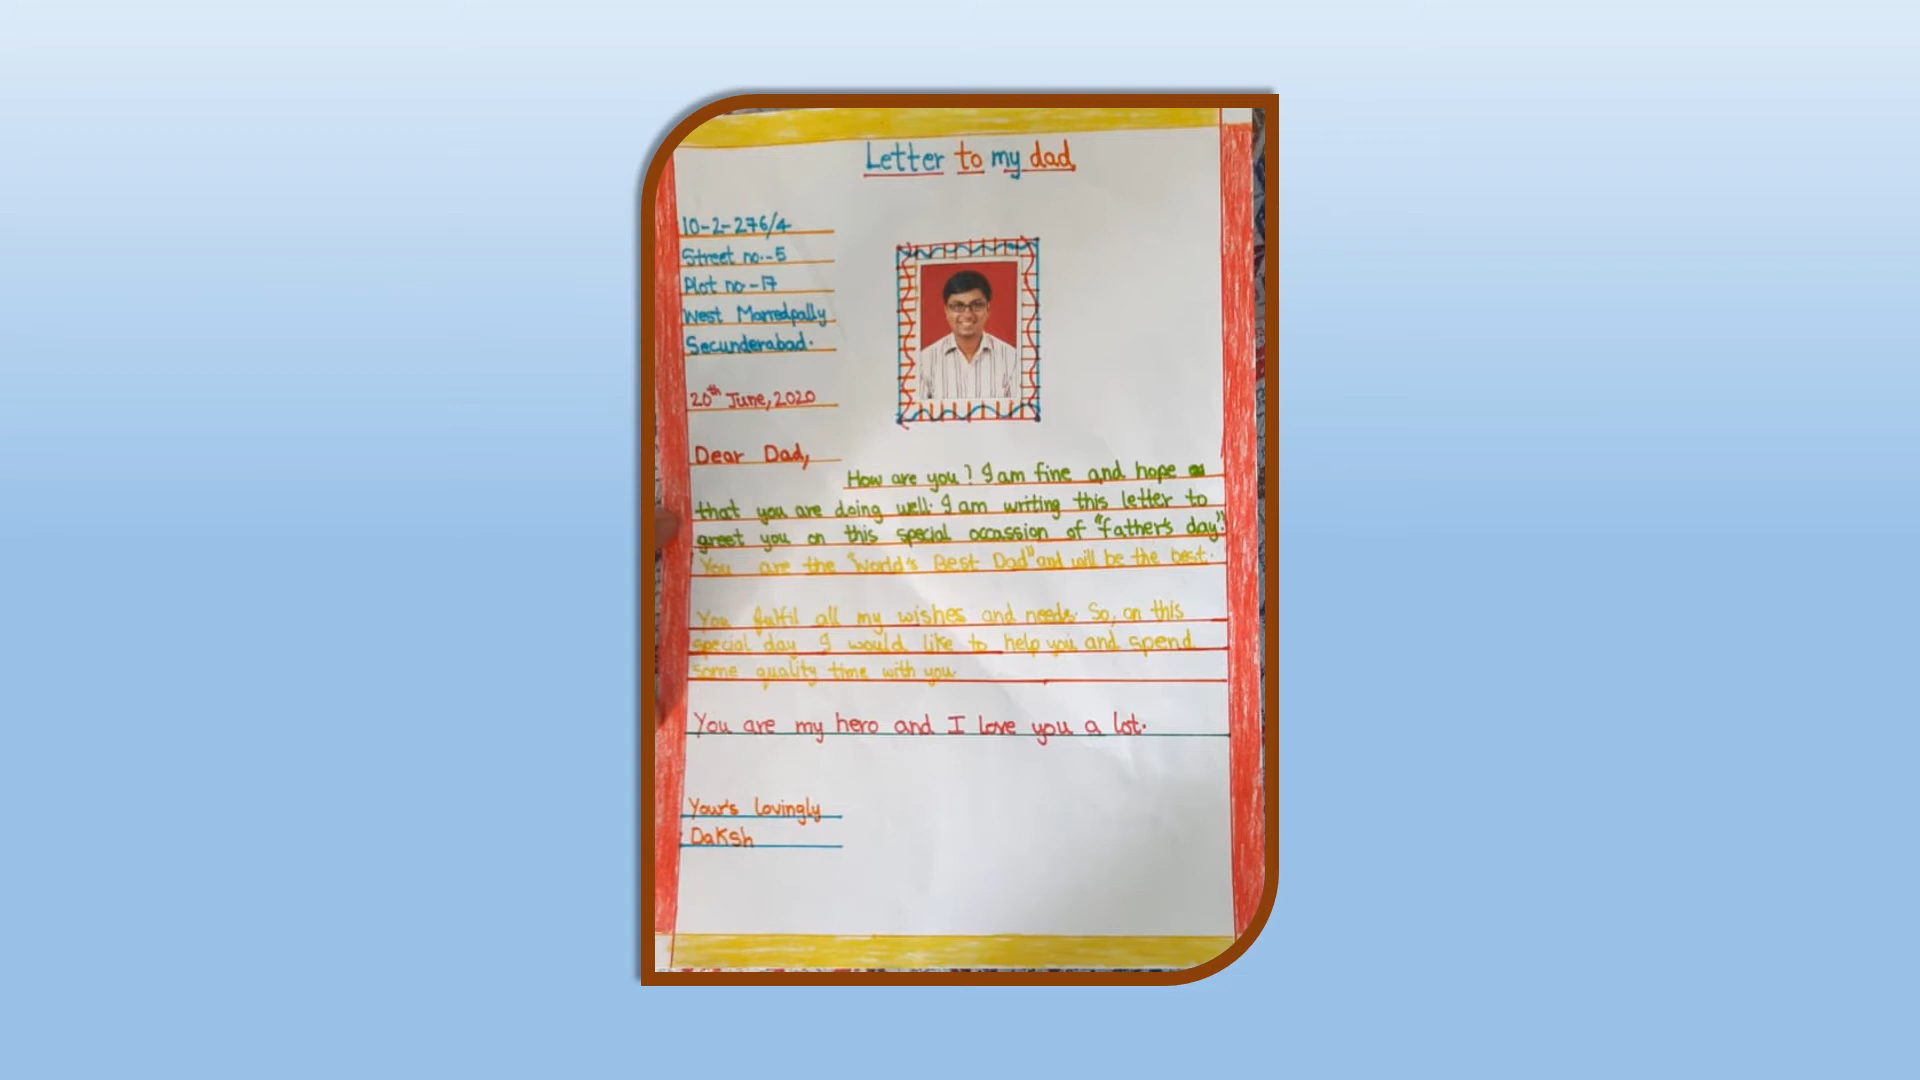 Letter to my dad
10-2-276/4
Street no.-5
Plot no-17
West Marredpally
Secunderabad.
20th June, 2020
Dear Dad,
How are you? I am fine and hope
that you are doing well. I am writing this letter to
greet you on this special occassion of "father's day".
You are the "World's Best Dad" and will be the best.
You fulfil all my wishes and needs. So, on this
special day I would like to help you and spend
some quality time with you.
You are my hero and I love you a lot.
Your's lovingly
Daksh